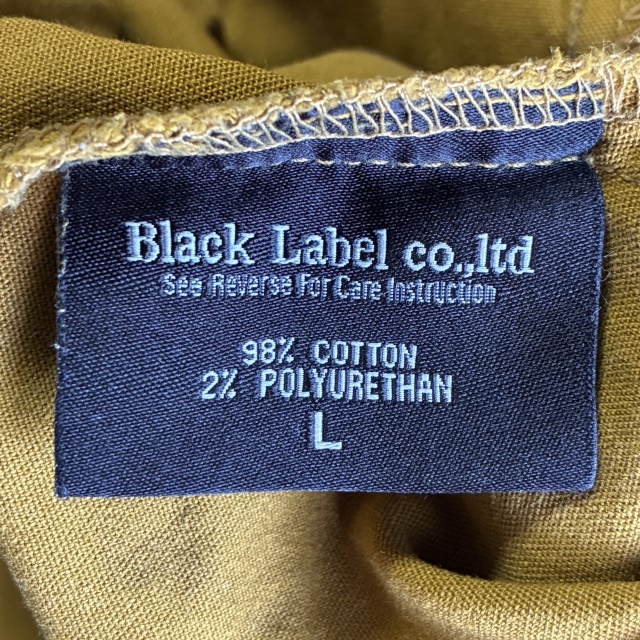 Black Label co.,ltd
See Reverse For Care Instruction
98% COTTON
2% POLYURETHAN
L